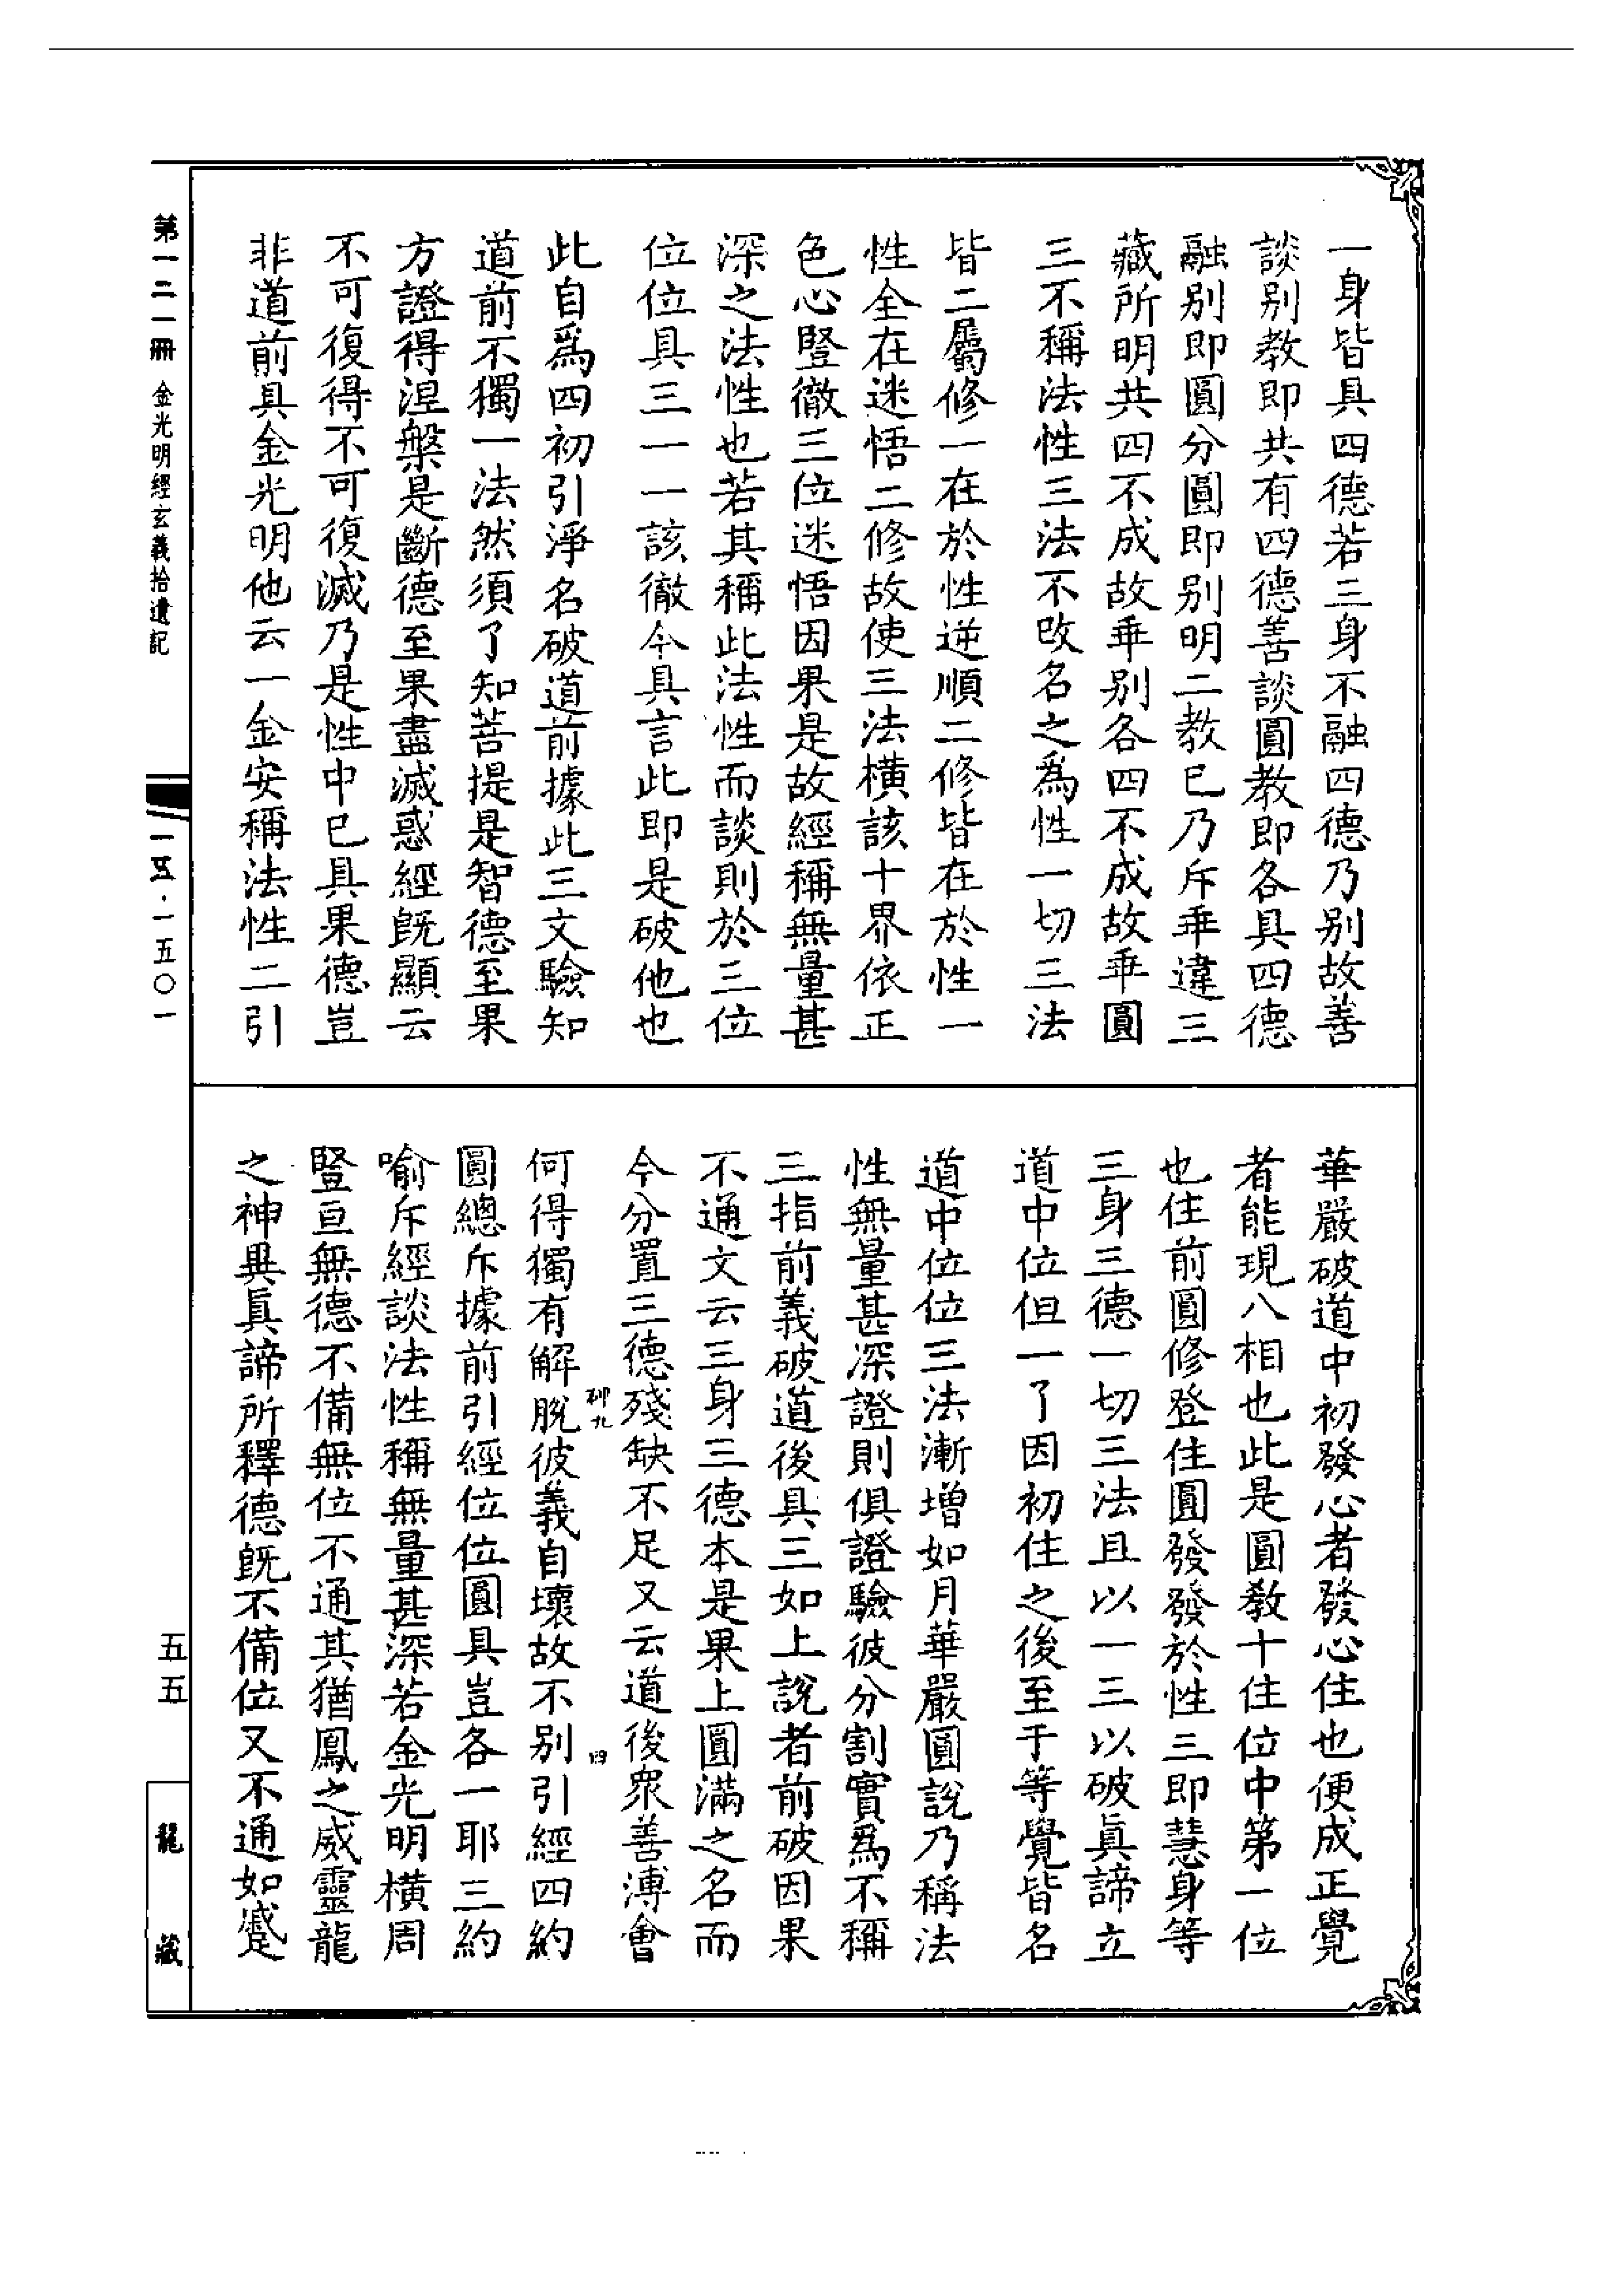 一身皆具四德若三身不融四德乃別故善
談別教即共有四德善談圓教即各具四德
融別即圓分圓即別明二教已乃斥乖違三
藏所明共四不成故乖別各四不成故乖圓
三不稱法性三法不改名之為性一切三法
皆二屬修一在於性逆順二修皆在於性一
性全在迷悟二修故使三法橫該十界依正
色心豎徹三位迷悟因果是故經稱無量甚
深之法性也若其稱此法性而談則於三位
位位具三一一該徹今具言此即是破他也
此自為四初引淨名破道前據此三文驗知
道前不獨一法然須了知菩提是智德至果
方證得涅槃是斷德至果盡滅惑經既顯云
不可復得不可復滅乃是性中已具果德豈
非道前具金光明他云一金安稱法性二引
華嚴破道中初發心者發心住也便成正覺
者能現八相也此是圓教十住位中第一位
也住前圓修登住圓發發於性三即慧身等
三身三德一切三法且以一三以破真諦立
道中位但一了因初住之後至于等覺皆名
道中位位三法漸增如月華嚴圓說乃稱法
性無量甚深證則俱證驗彼分割實為不稱
三指前義破道後具三如上說者前破因果
不通文云三身三德本是果上圓滿之名而
今分置三德殘缺不足又云道後眾善溥會
何得獨有解脫彼義自壞故不別引經四約
圓總斥據前引經位位圓具豈各一耶三約
喻斥經談法性稱無量甚深若金光明橫周
豎亘無德不備無位不通其猶鳳之威靈龍
之神異真諦所釋德既不備位又不通如蹙
第一二一冊 金光明經玄義拾遺記
一五·一五〇一
五五
龍藏